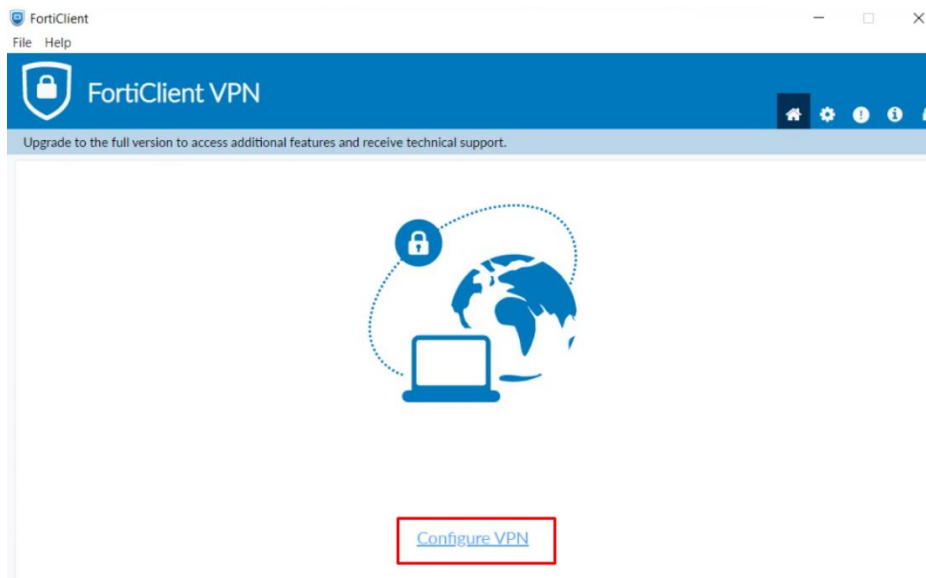 FortiClient
File Help
FortiClient VPN
Upgrade to the full version to access additional features and receive technical support.
Configure VPN